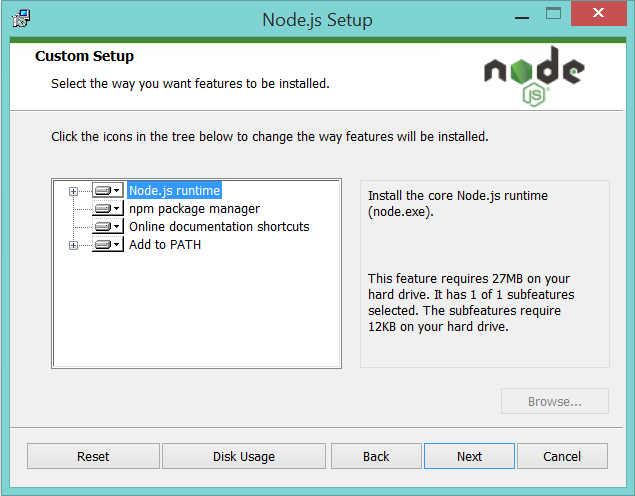 Node.js Setup
Custom Setup
Select the way you want features to be installed.
node
JS
Click the icons in the tree below to change the way features will be installed.
Node.js runtime
npm package manager
Online documentation shortcuts
Add to PATH
Install the core Node.js runtime
(node.exe).
This feature requires 27MB on your
hard drive. It has 1 of 1 subfeatures
selected. The subfeatures require
12KB on your hard drive.
Browse...
Reset
Disk Usage
Back
Next
Cancel